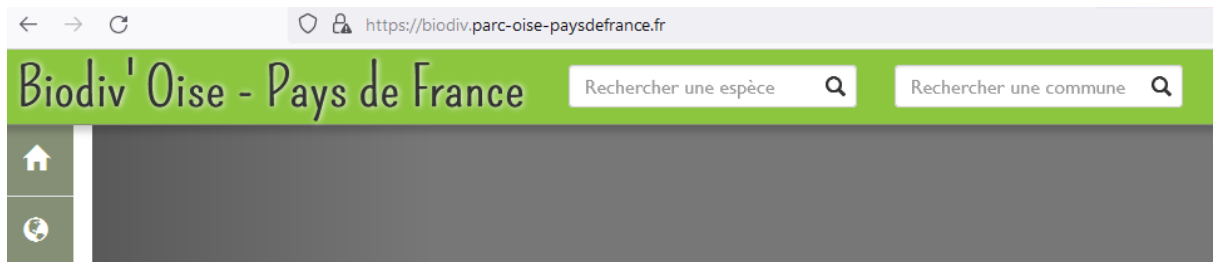 https://biodiv.parc-oise-paysdefrance.fr
Biodiv' Oise - Pays de France
Rechercher une espèce
Rechercher une commune